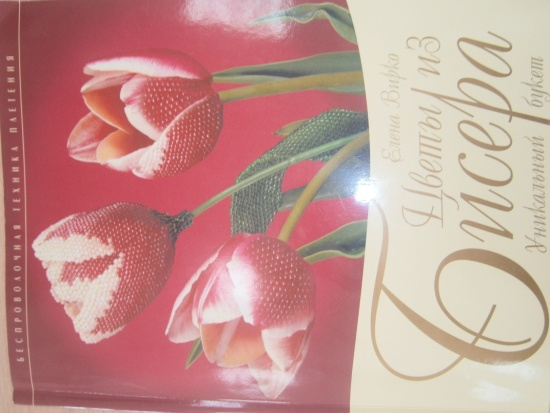 БЕСПРОВОЛОЧНАЯ ТЕХНИКА ПЛЕТЕНИЯ
Елена Вирко
Цветы из
бисера
Уникальный букет